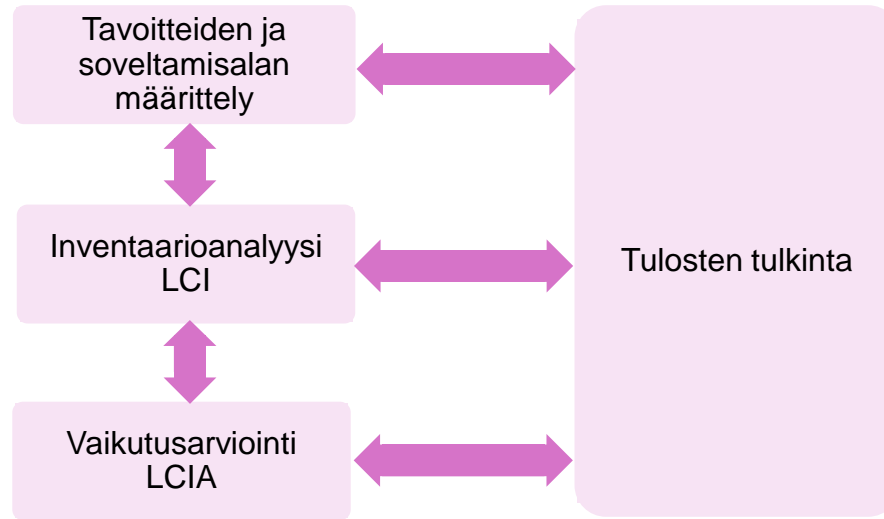 Tavoitteiden ja
soveltamisalan
määrittely
Inventaarioanalyysi
LCI
Tulosten tulkinta
Vaikutusarviointi
LCIA